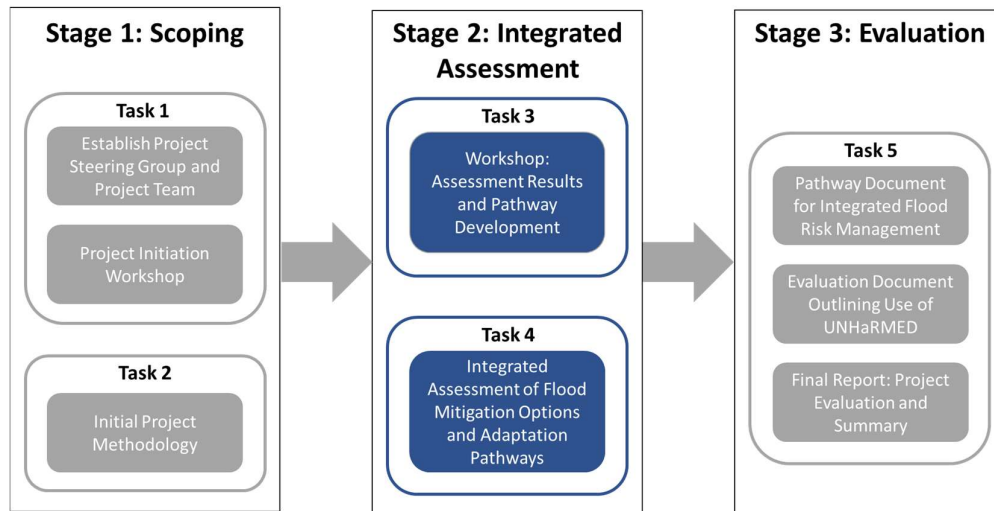 Stage 1: Scoping
Task 1
Establish Project
Steering Group and
Project Team
Project Initiation
Workshop
Task 2
Initial Project
Methodology
Stage 2: Integrated
Assessment
Task 3
Workshop:
Assessment Results
and Pathway
Development
Task 4
Integrated
Assessment of Flood
Mitigation Options
and Adaptation
Pathways
Stage 3: Evaluation
Task 5
Pathway Document
for Integrated Flood
Risk Management
Evaluation Document
Outlining Use of
UNHaRMED
Final Report: Project
Evaluation and
Summary